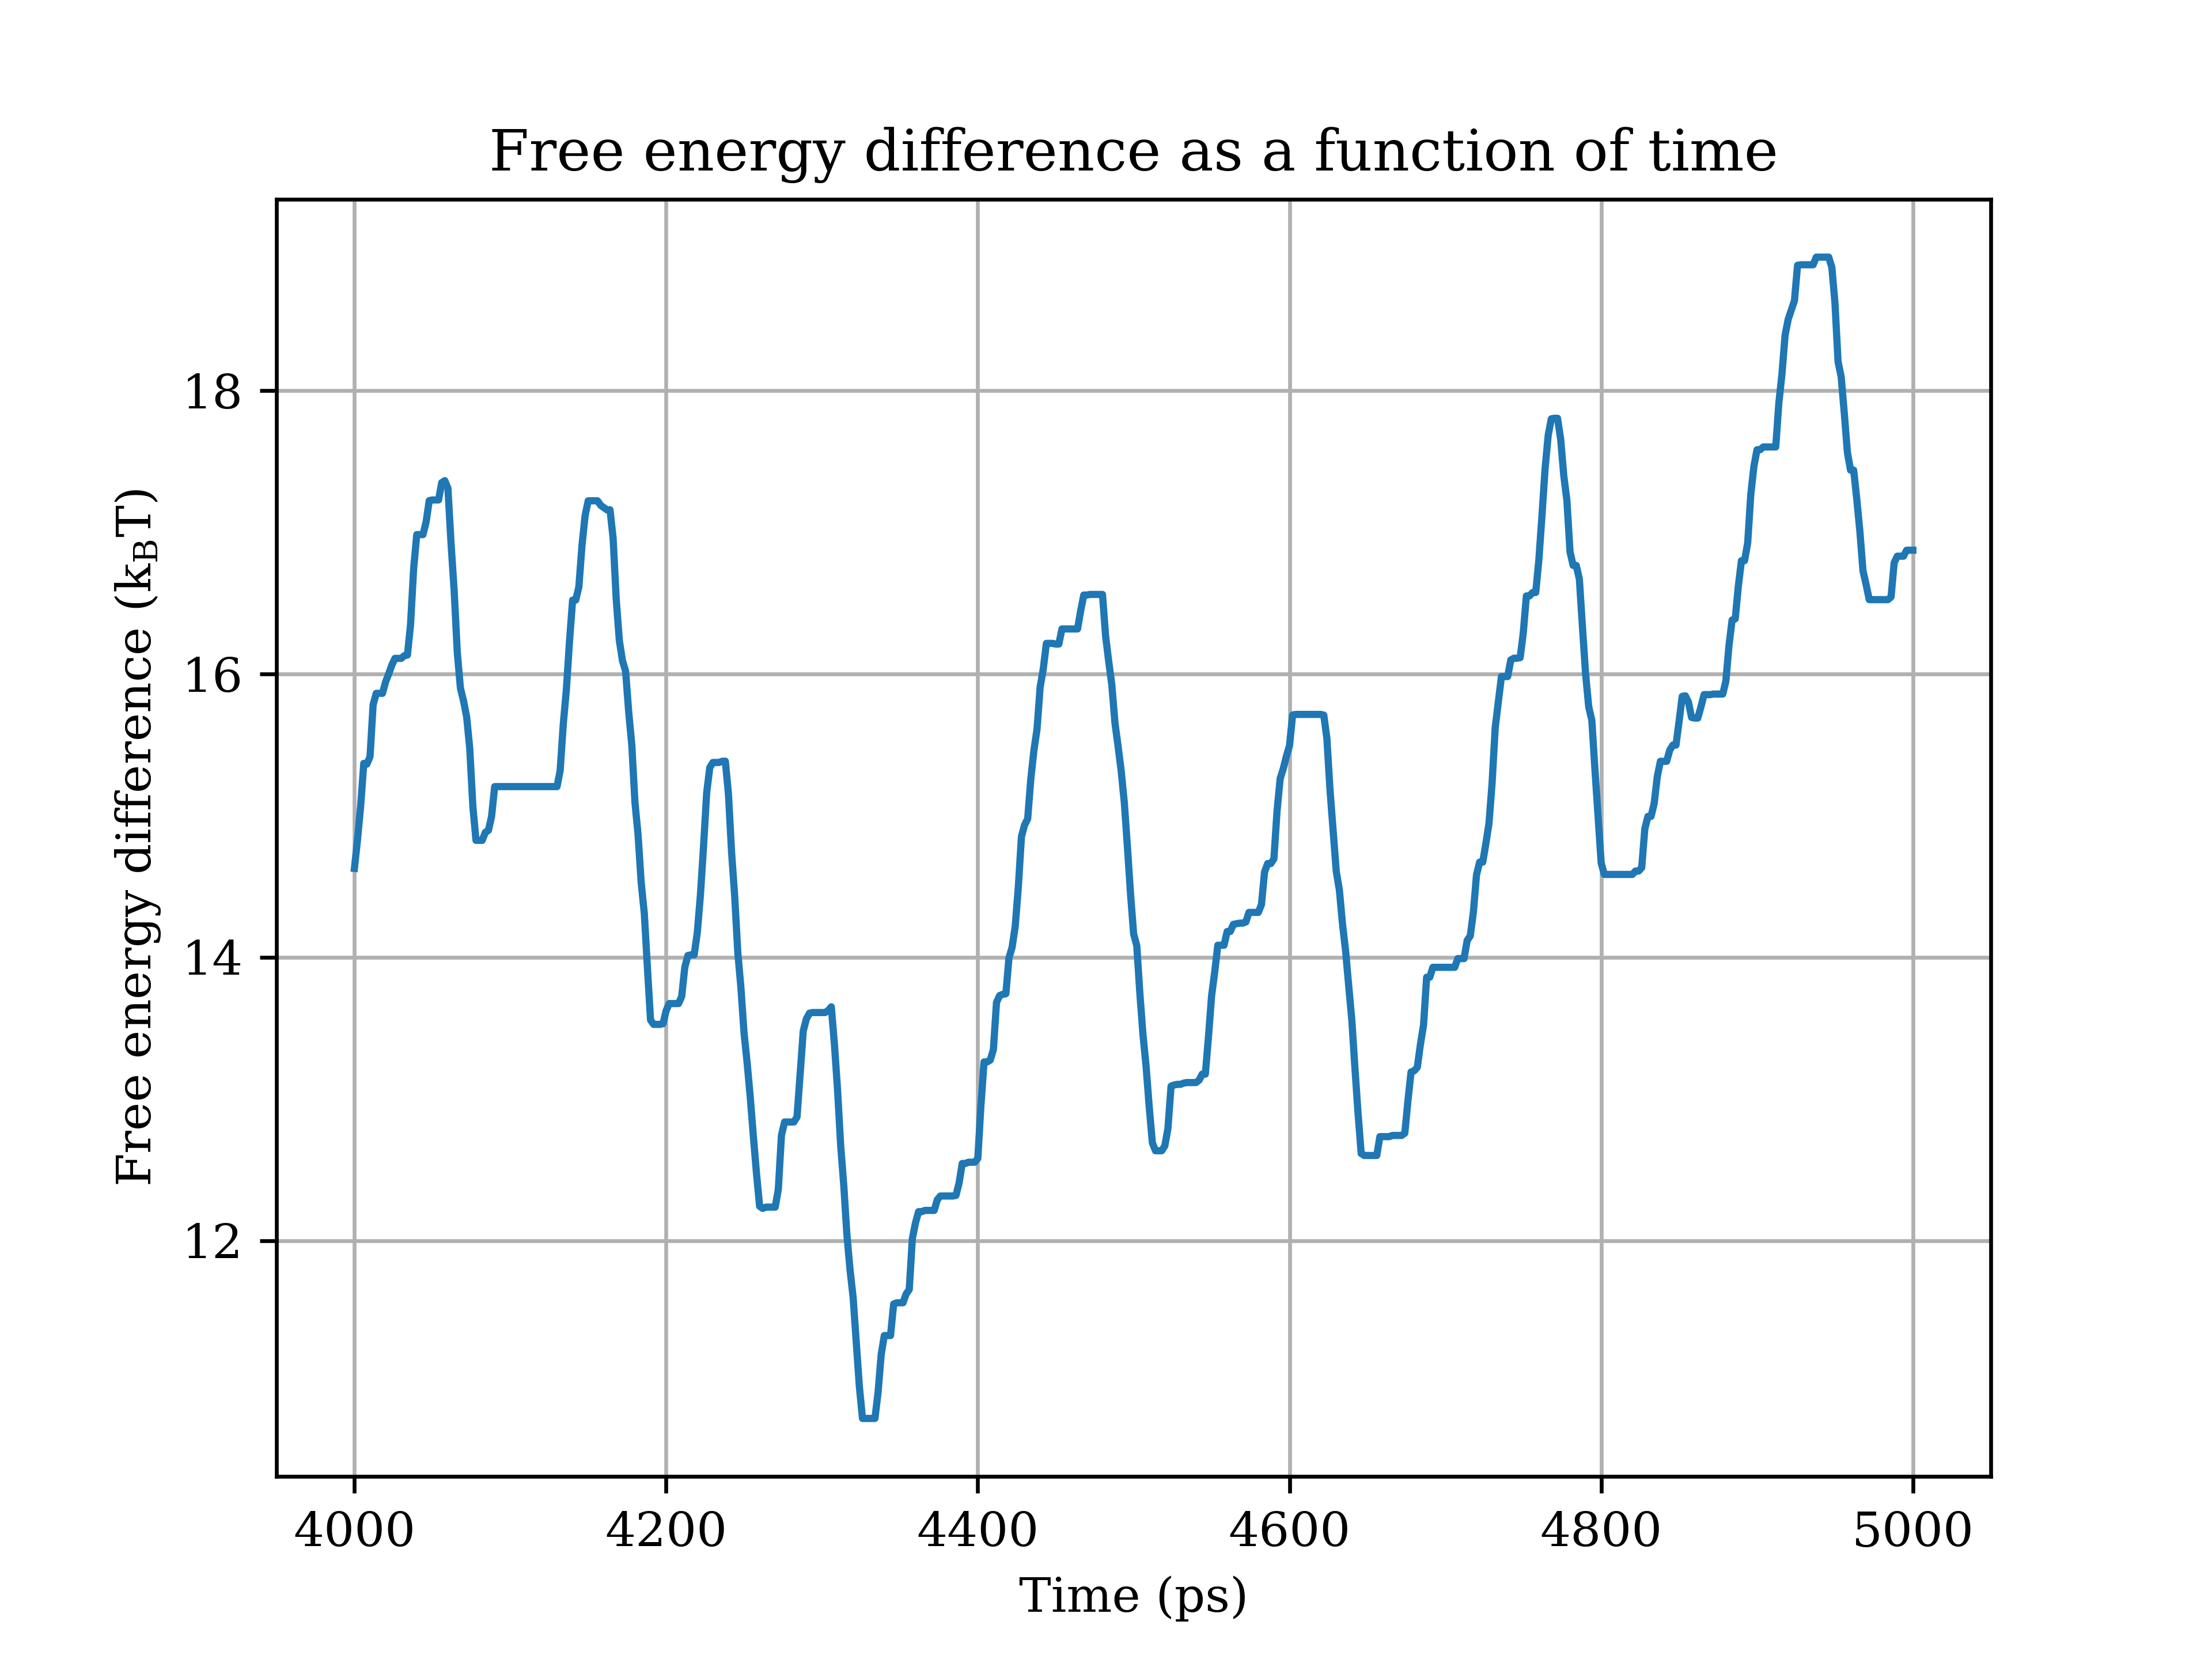 Free energy difference as a function of time
Free energy difference (k_BT)
18
16
14
12
4000 4200 4400 4600 4800 5000
Time (ps)